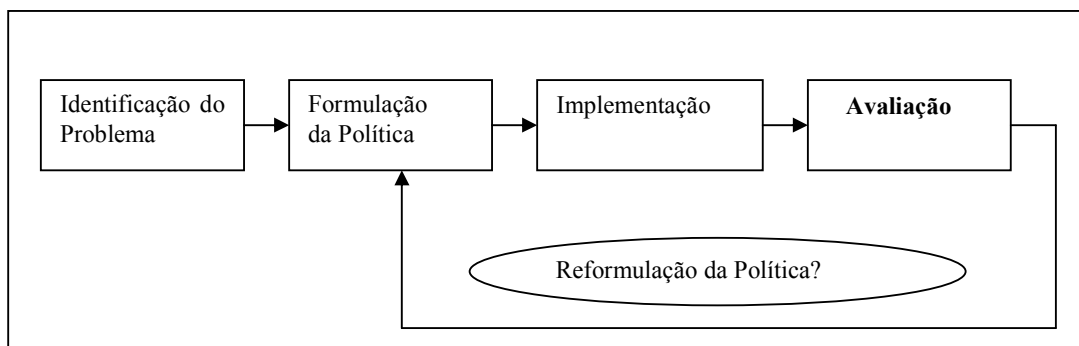 Identificação do
Problema
Formulação
da Política
Implementação
Avaliação
Reformulação da Política?